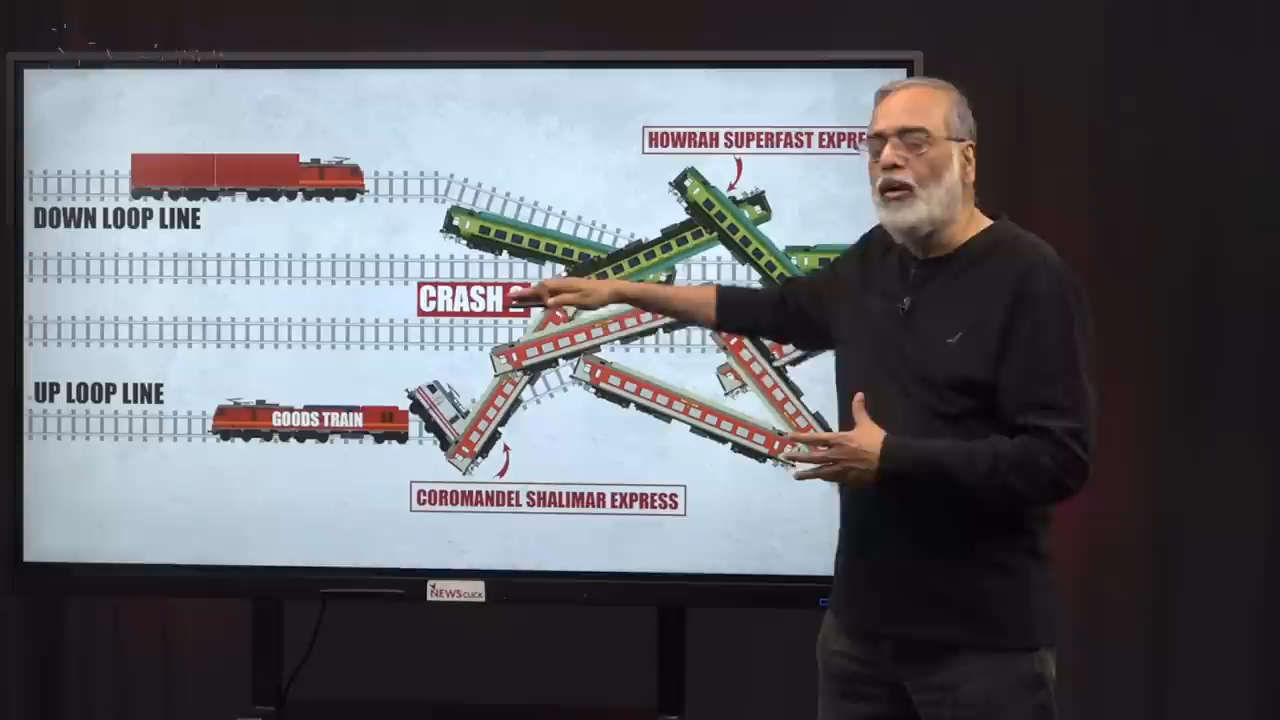 HOWRAH SUPERFAST EXPRE
DOWN LOOP LINE
CRASH
UP LOOP LINE
GOODS TRAIN
COROMANDEL SHALIMAR EXPRESS
NEWSCLICK